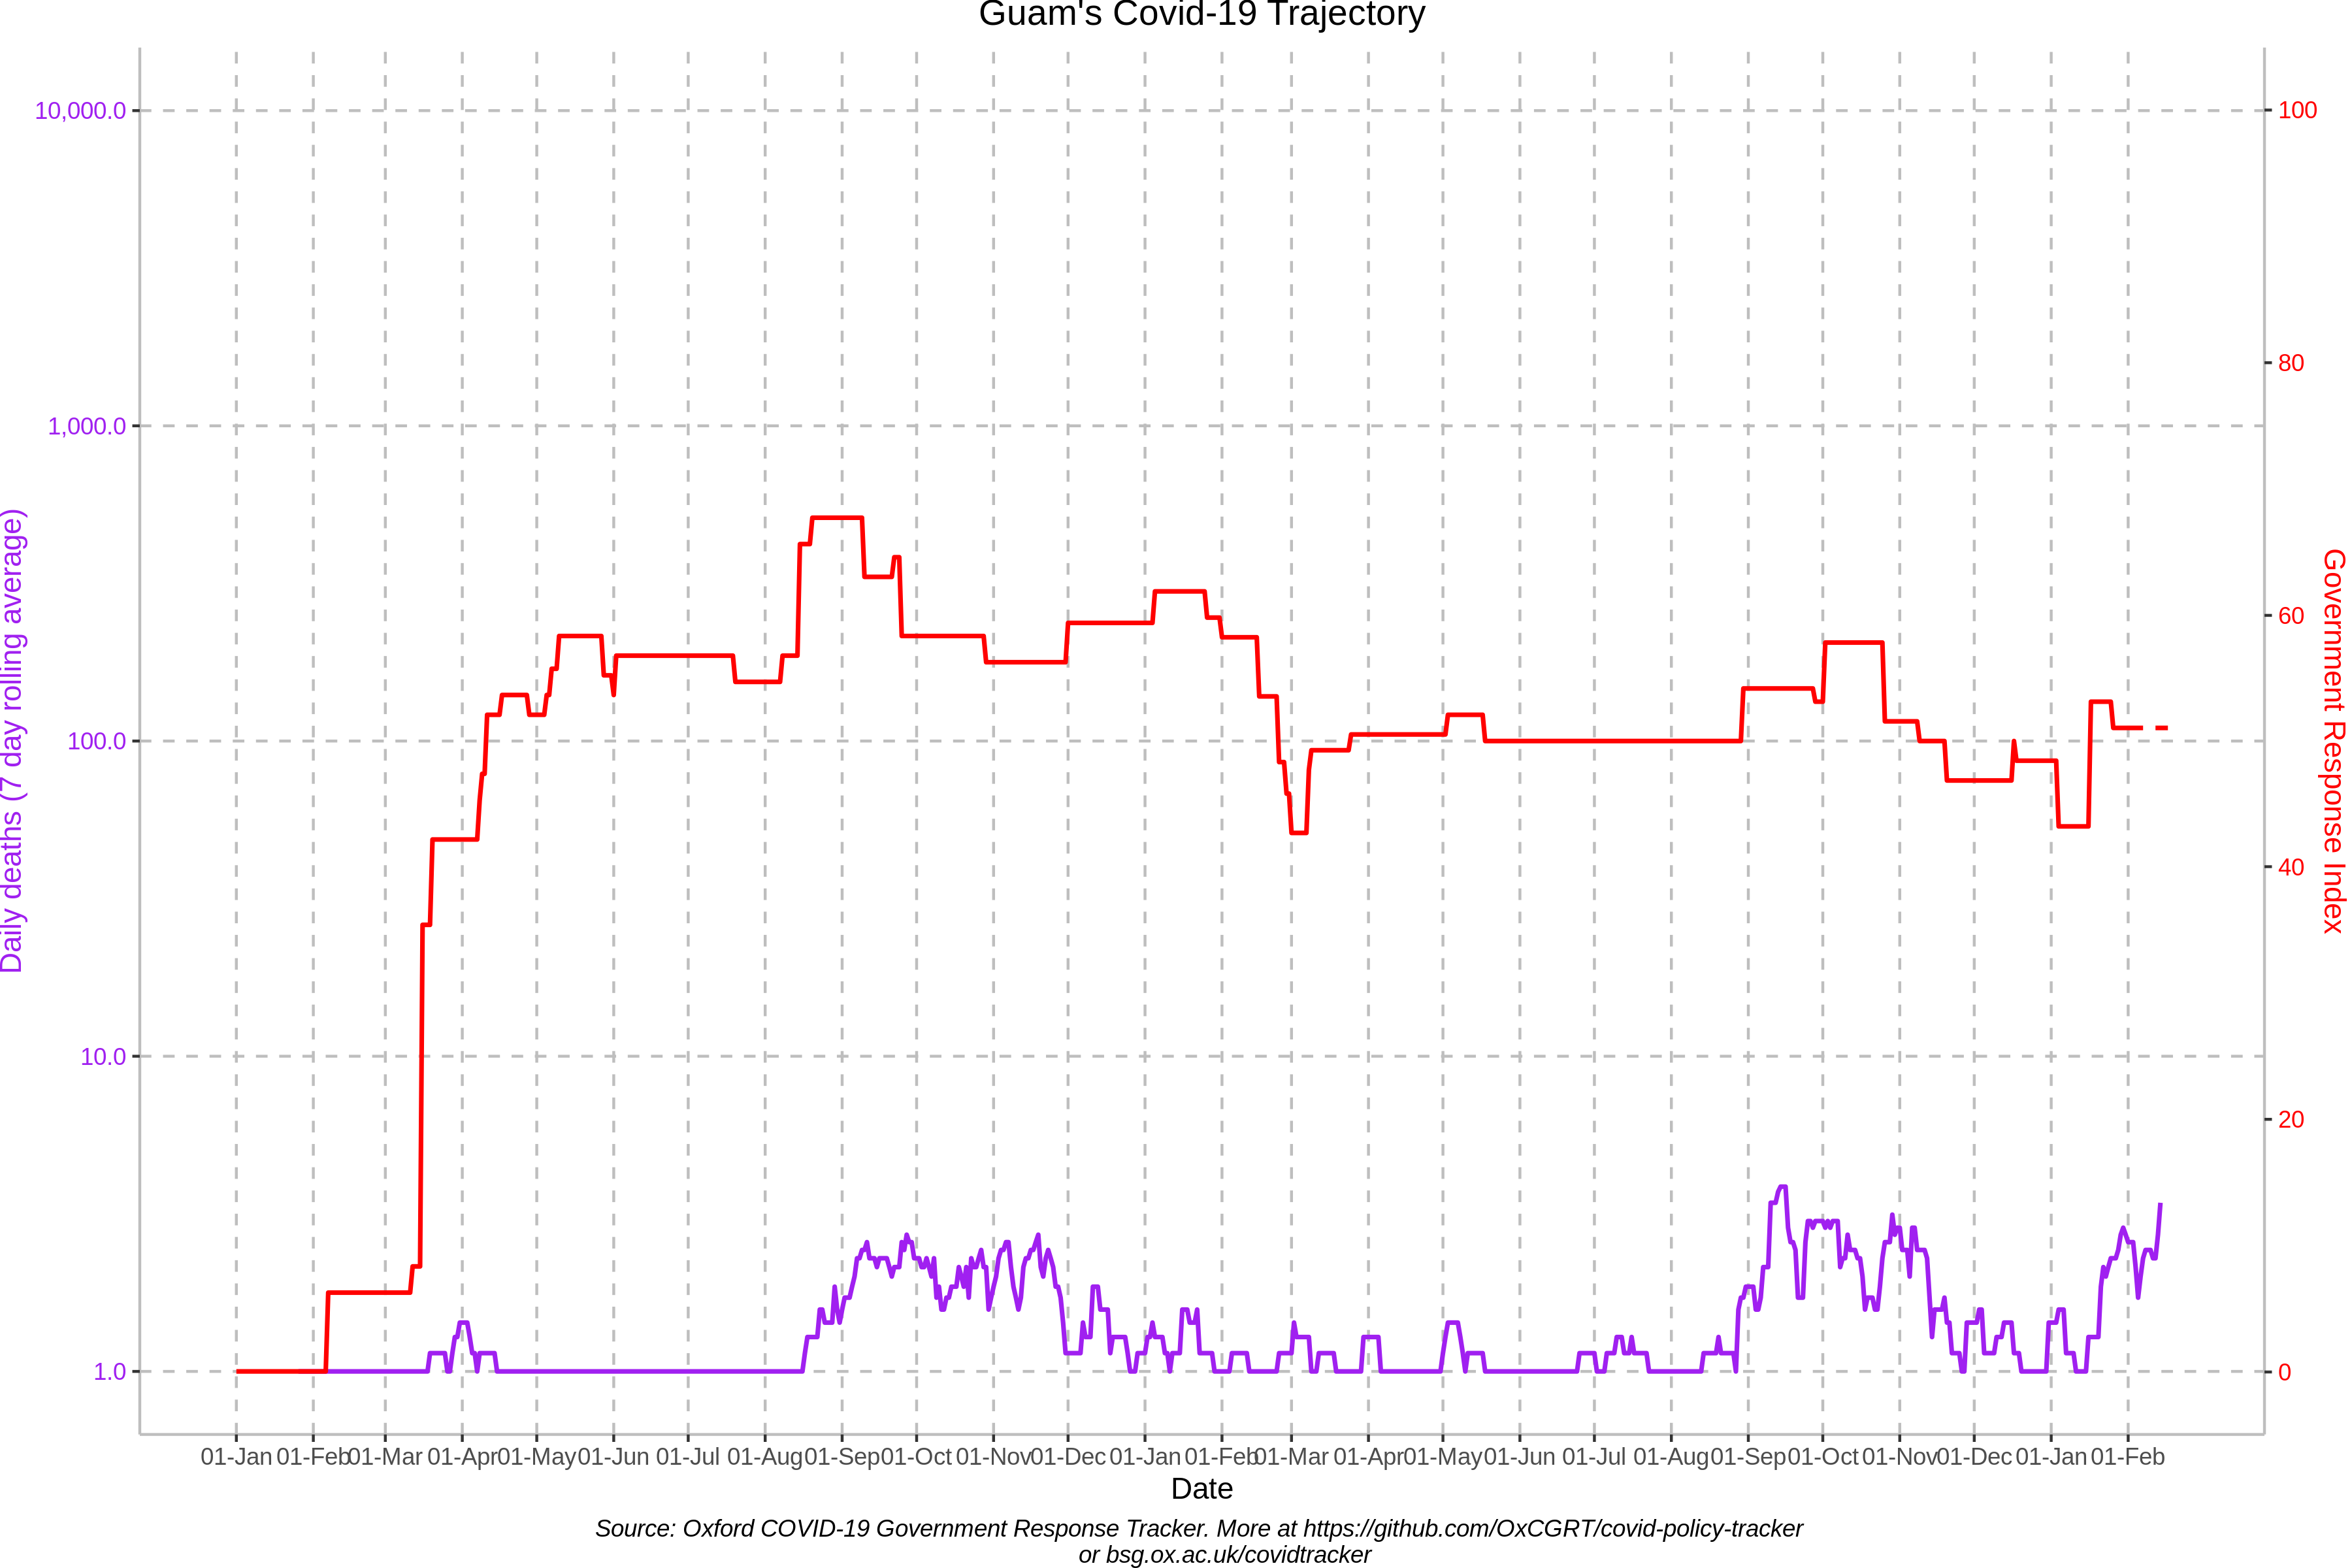 Guam's Covid-19 Trajectory
10,000.0
1,000.0
100.0
10.0
1.0
Daily deaths (7 day rolling average)
100
80
60
40
20
0
Government Response Index
01-Jan 01-Feb 01-Mar 01-Apr 01-May 01-Jun 01-Jul 01-Aug 01-Sep 01-Oct 01-Nov 01-Dec 01-Jan 01-Feb 01-Mar 01-Apr 01-May 01-Jun 01-Jul 01-Aug 01-Sep 01-Oct 01-Nov 01-Dec 01-Jan 01-Feb
Date
Source: Oxford COVID-19 Government Response Tracker. More at https://github.com/OxCGRT/covid-policy-tracker
or bsg.ox.ac.uk/covidtracker